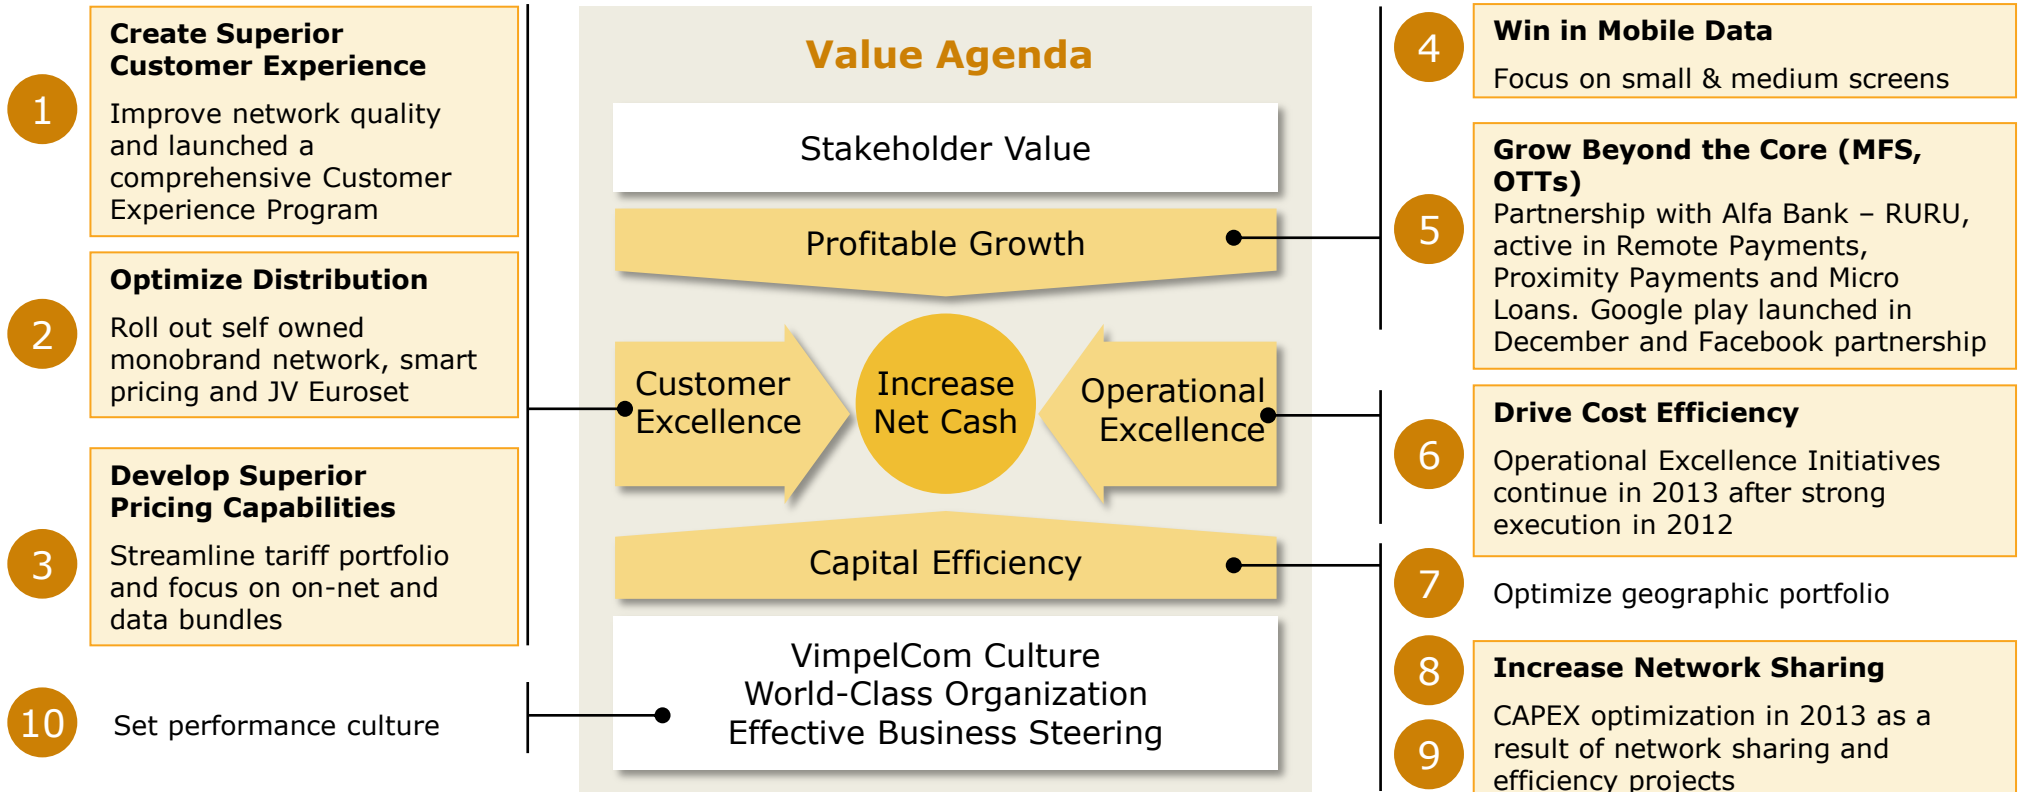 1
Create Superior
Customer Experience
Improve network quality
and launched a
comprehensive Customer
Experience Program
2
Optimize Distribution
Roll out self owned
monobrand network, smart
pricing and JV Euroset
3
Develop Superior
Pricing Capabilities
Streamline tariff portfolio
and focus on on-net and
data bundles
10
Set performance culture
Value Agenda
Stakeholder Value
Profitable Growth
Customer
Excellence
Increase
Net Cash
Operational
Excellence
Capital Efficiency
VimpelCom Culture
World-Class Organization
Effective Business Steering
4
Win in Mobile Data
Focus on small & medium screens
5
Grow Beyond the Core (MFS,
OTTs)
Partnership with Alfa Bank – RURU,
active in Remote Payments,
Proximity Payments and Micro
Loans. Google play launched in
December and Facebook partnership
6
Drive Cost Efficiency
Operational Excellence Initiatives
continue in 2013 after strong
execution in 2012
7
Optimize geographic portfolio
8
9
Increase Network Sharing
CAPEX optimization in 2013 as a
result of network sharing and
efficiency projects